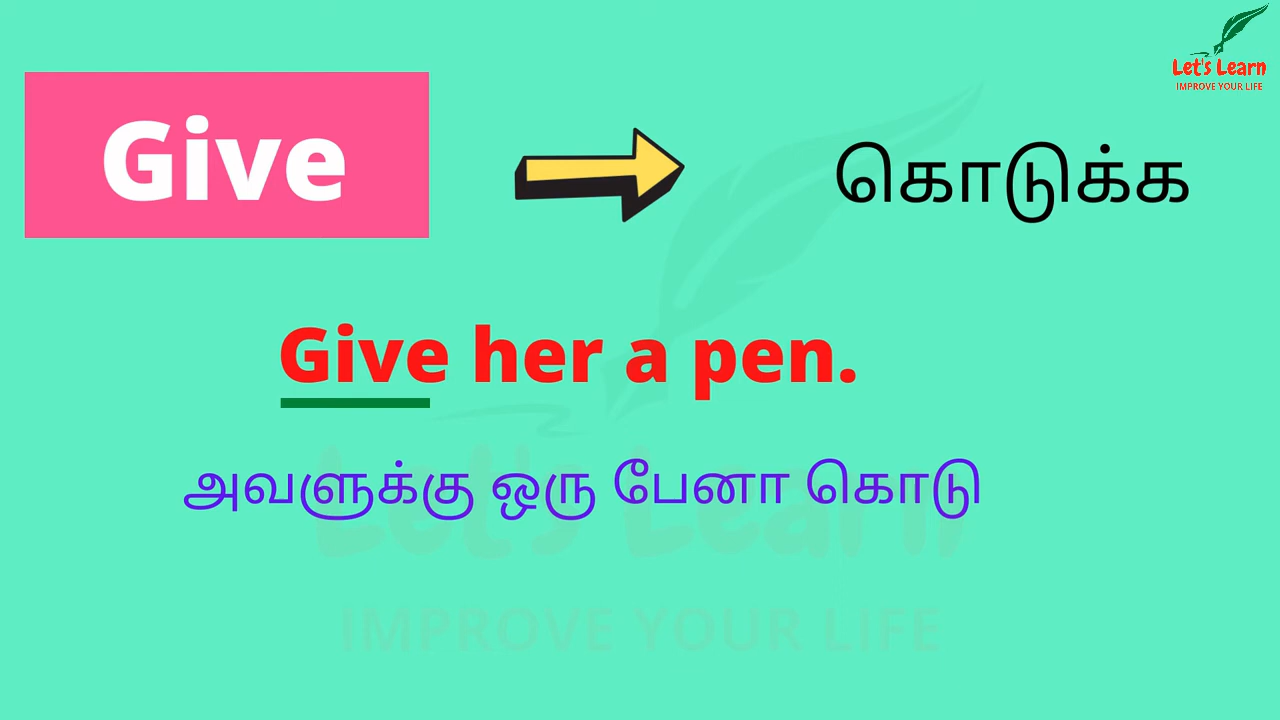 Let's Learn
IMPROVE YOUR LIFE
Give
கொடுக்க
Give her a pen.
அவளுக்கு ஒரு பேனா கொடு
Let's Learn
IMPROVE YOUR LIFE